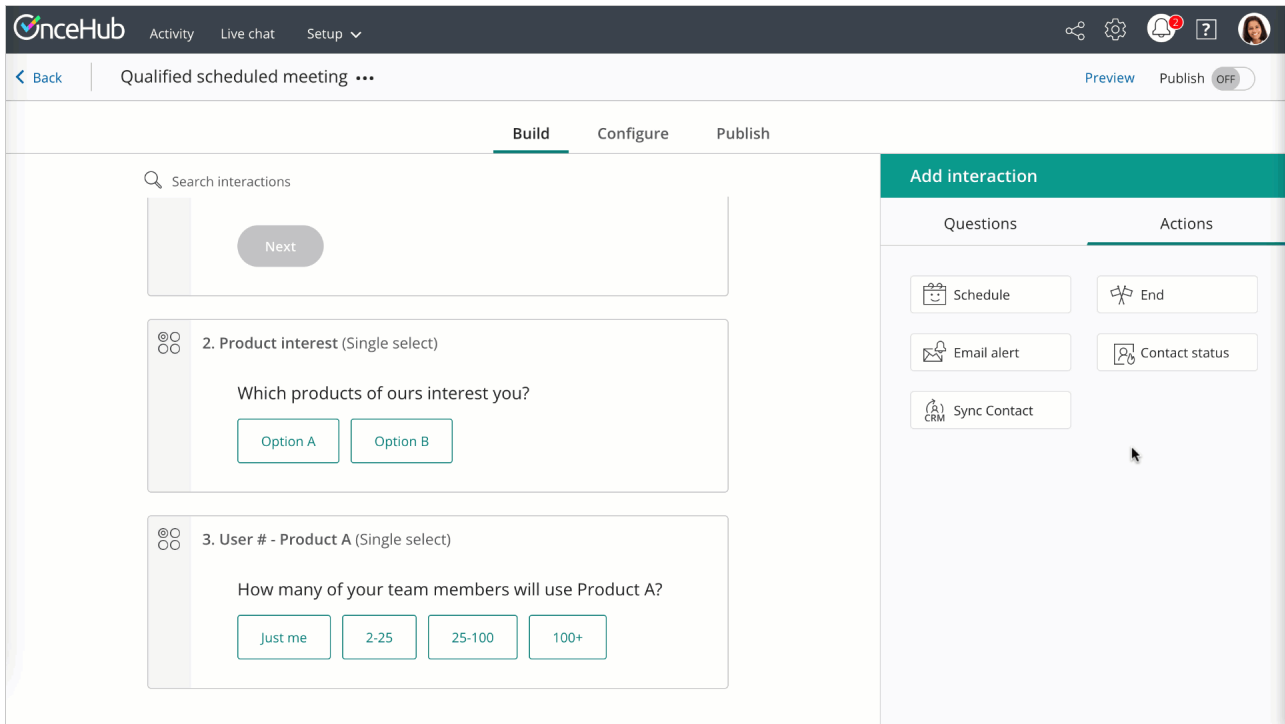 OnceHub Activity Live chat Setup 2 ?
Back Qualified scheduled meeting ••• Preview Publish OFF
Build Configure Publish
Search interactions
Next
2. Product interest (Single select)
Which products of ours interest you?
Option A Option B
3. User # - Product A (Single select)
How many of your team members will use Product A?
Just me 2-25 25-100 100+
Add interaction
Questions Actions
Schedule End
Email alert Contact status
CRM Sync Contact